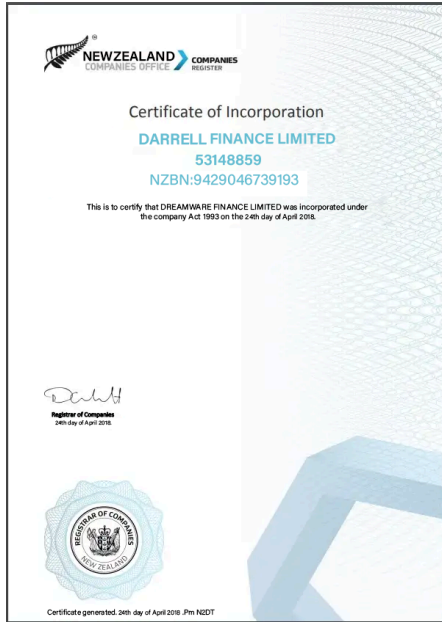 ®
NEWZEALAND COMPANIES
COMPANIES OFFICE REGISTER
Certificate of Incorporation
DARRELL FINANCE LIMITED
53148859
NZBN:9429046739193
This is to certify that DREAMWARE FINANCE LIMITED was incorporated under
the company Act 1993 on the 24th day of April 2018.
Registrar of Companies
24th day of April 2018.
REGISTRAR OF COMPANIES
NEW ZEALAND
Certificate generated. 24th day of April 2018 .Pm N2DT